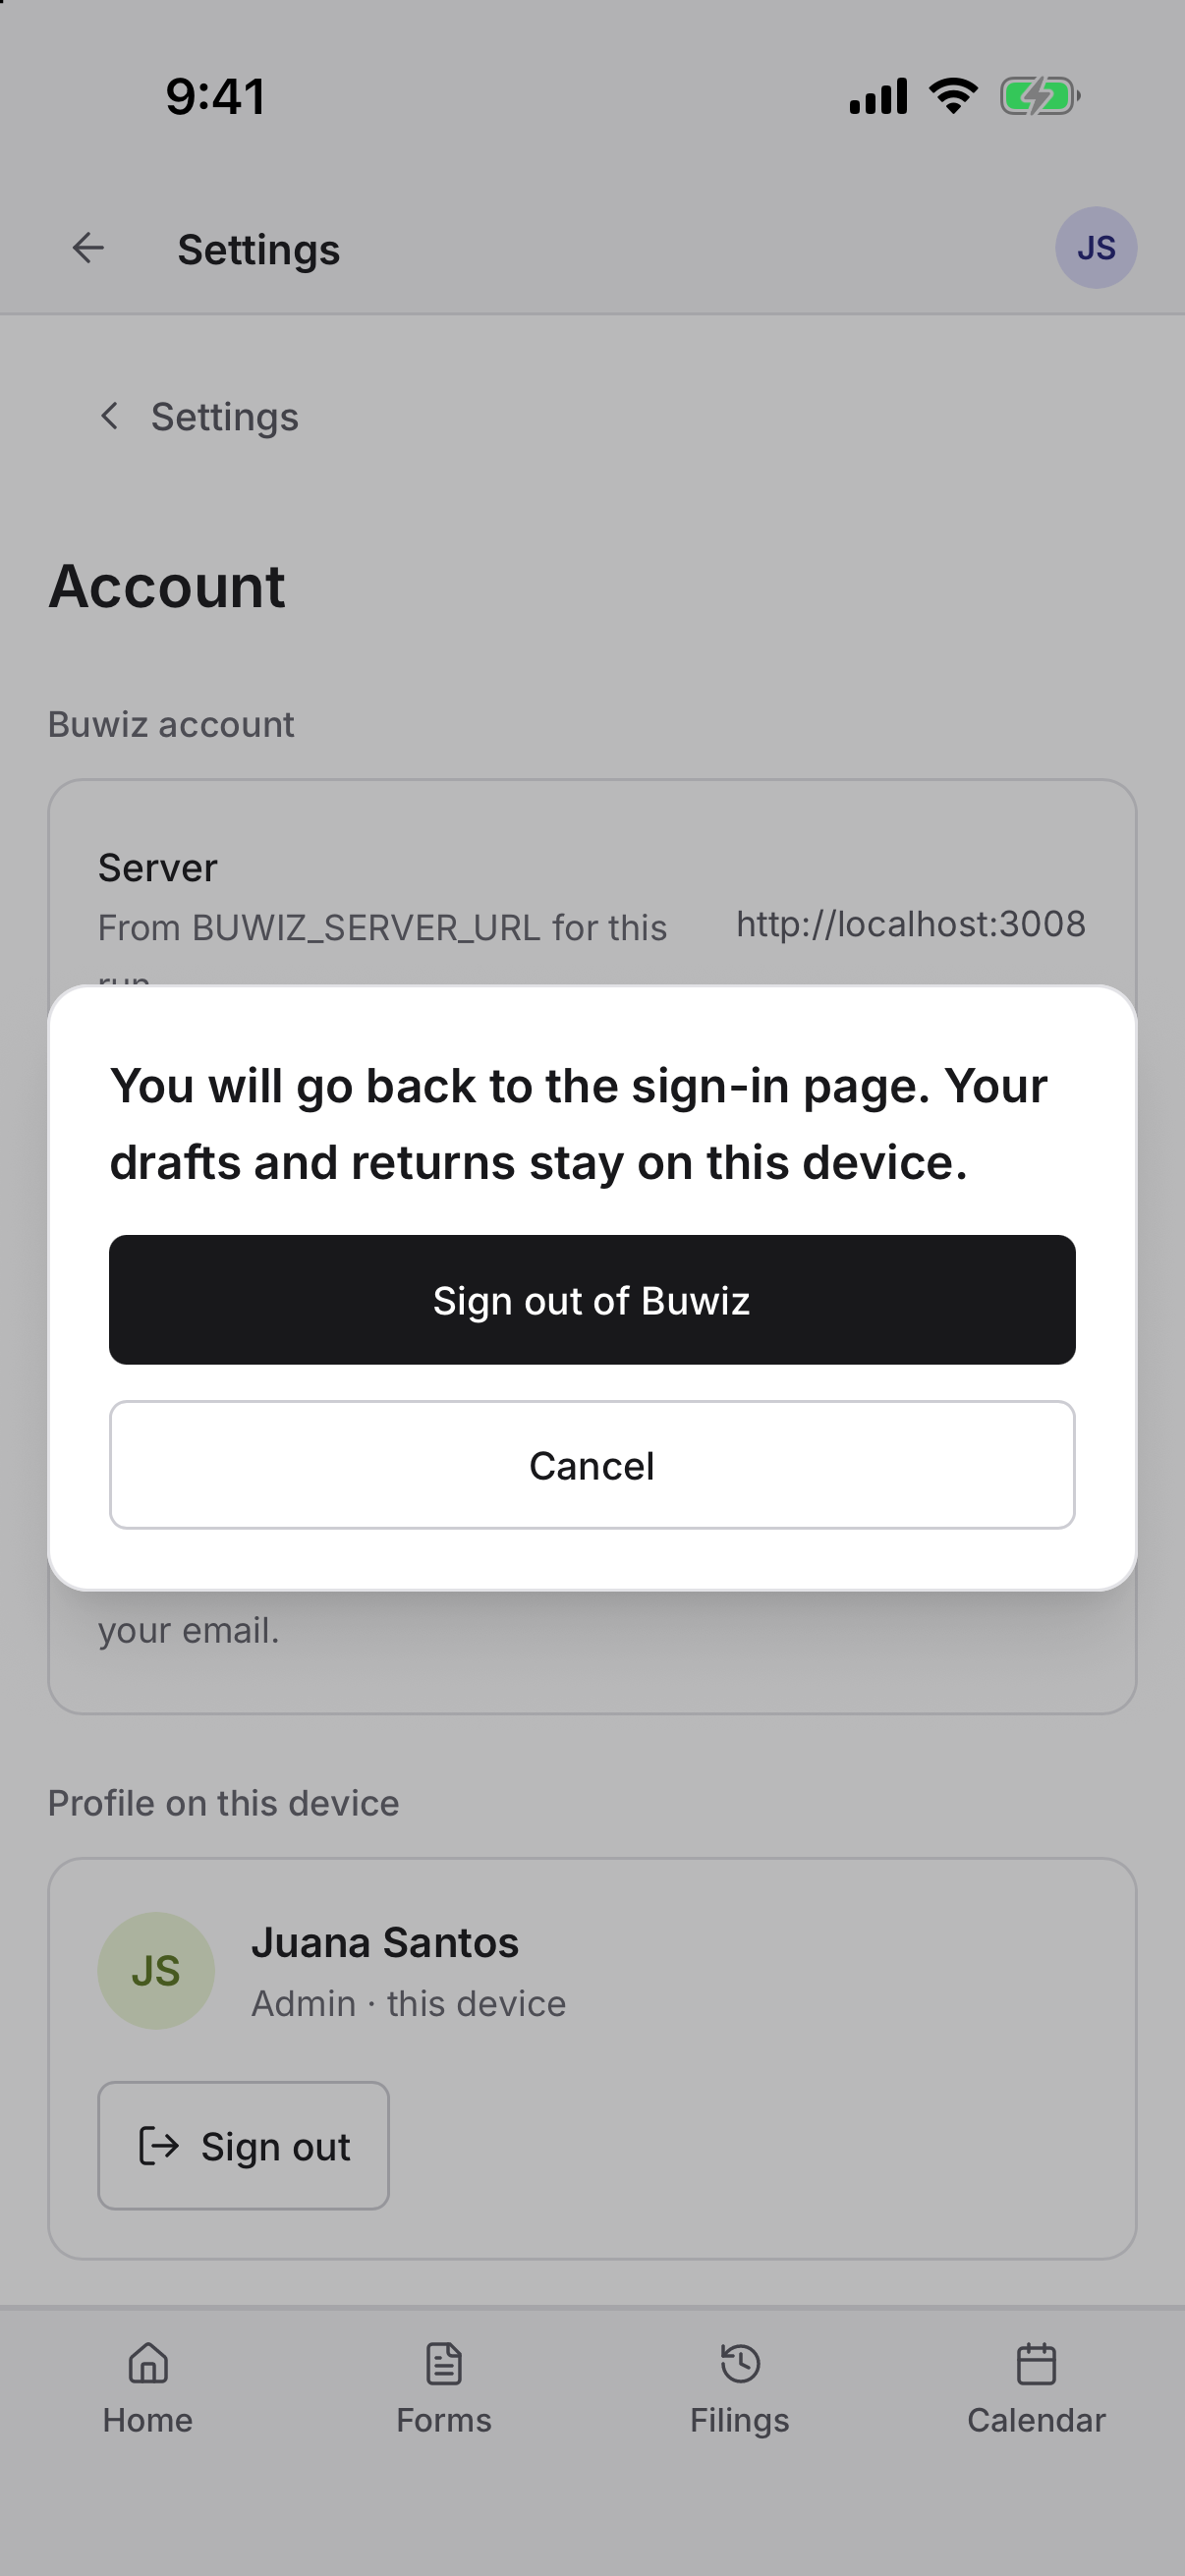 9:41
Settings
JS
Settings
Account
Buwiz account
Server
From BUWIZ_SERVER_URL for this
http://localhost:3008
You will go back to the sign-in page. Your
drafts and returns stay on this device.
Sign out of Buwiz
Cancel
your email.
Profile on this device
JS
Juana Santos
Admin · this device
Sign out
Home
Forms
Filings
Calendar